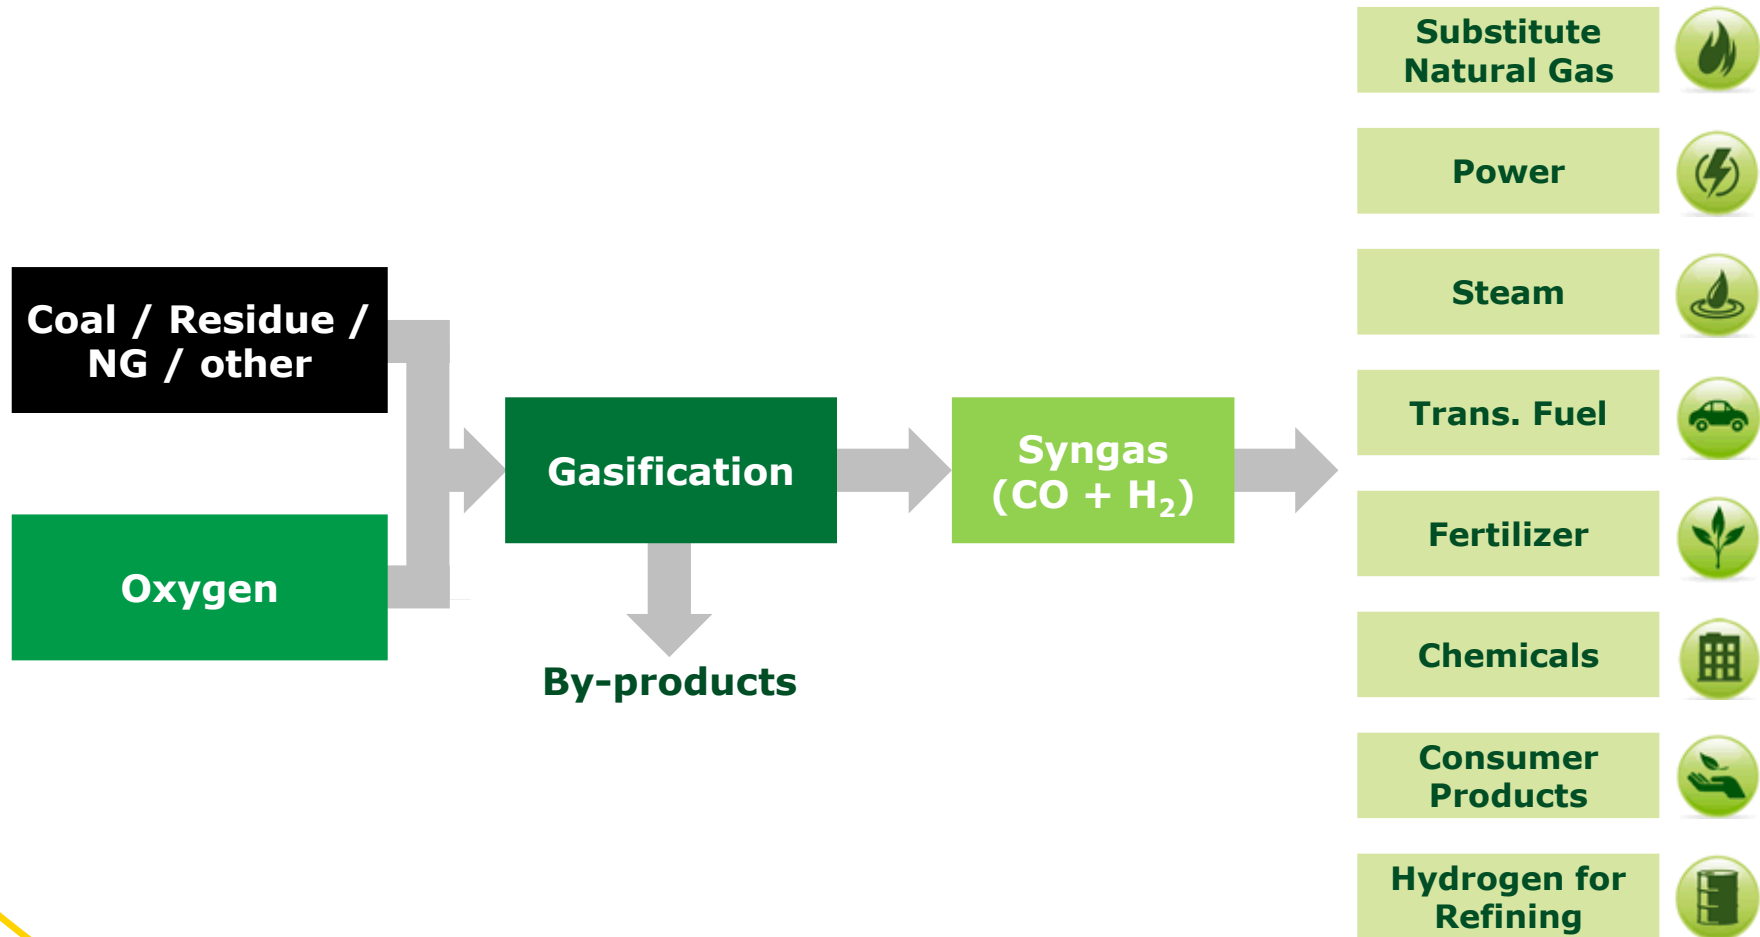 Coal / Residue /
NG / other
Oxygen
Gasification
By-products
Syngas
(CO + H₂)
Substitute
Natural Gas
Power
Steam
Trans. Fuel
Fertilizer
Chemicals
Consumer
Products
Hydrogen for
Refining